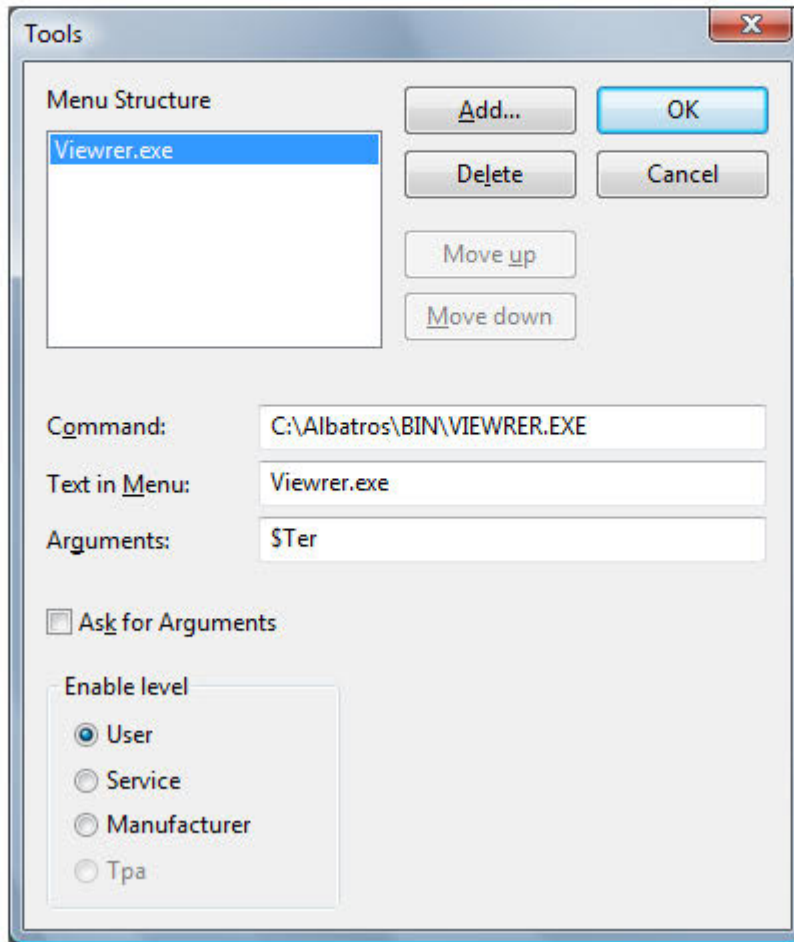 Tools
Menu Structure
Add...
OK
Viewrer.exe
Delete
Cancel
Move up
Move down
Command:
C:\Albatros\BIN\VIEWRER.EXE
Text in Menu:
Viewrer.exe
Arguments:
$Ter
Ask for Arguments
Enable level
User
Service
Manufacturer
Tpa